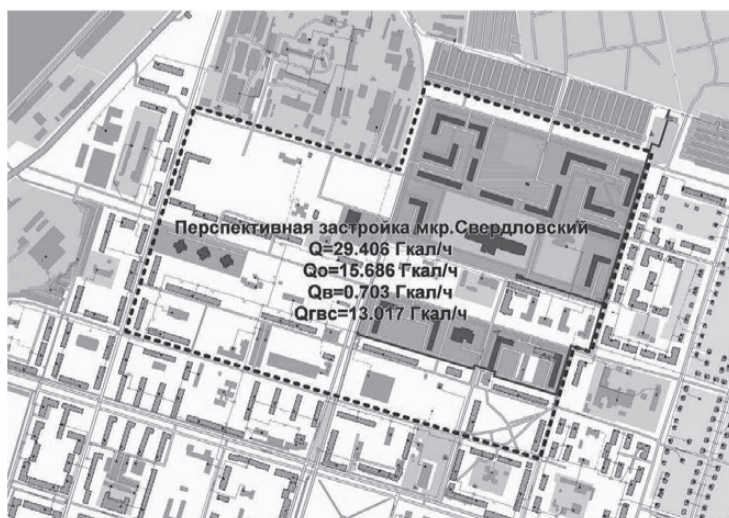 Перспективная застройка мкр.Свердловский
Q=29.406 Гкал/ч
Qо=15.686 Гкал/ч
Qв=0.703 Гкал/ч
Qгвс=13.017 Гкал/ч